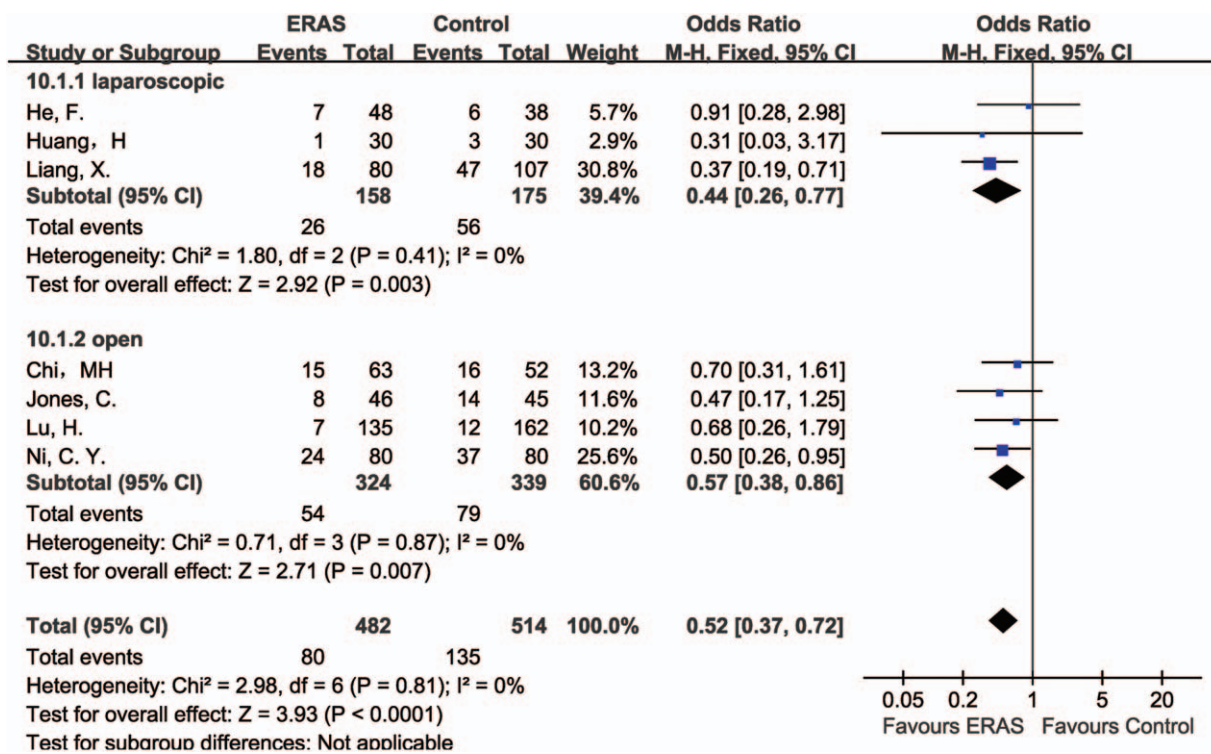 ERAS Control Odds Ratio Odds Ratio
Study or Subgroup Events Total Events Total Weight M-H, Fixed, 95% CI M-H, Fixed, 95% CI
10.1.1 laparoscopic
He, F. 7 48 6 38 5.7% 0.91 [0.28, 2.98]
Huang，H 1 30 3 30 2.9% 0.31 [0.03, 3.17]
Liang, X. 18 80 47 107 30.8% 0.37 [0.19, 0.71]
Subtotal (95% CI) 158 175 39.4% 0.44 [0.26, 0.77]
Total events 26 56
Heterogeneity: Chi² = 1.80, df = 2 (P = 0.41); I² = 0%
Test for overall effect: Z = 2.92 (P = 0.003)
10.1.2 open
Chi，MH 15 63 16 52 13.2% 0.70 [0.31, 1.61]
Jones, C. 8 46 14 45 11.6% 0.47 [0.17, 1.25]
Lu, H. 7 135 12 162 10.2% 0.68 [0.26, 1.79]
Ni, C. Y. 24 80 37 80 25.6% 0.50 [0.26, 0.95]
Subtotal (95% CI) 324 339 60.6% 0.57 [0.38, 0.86]
Total events 54 79
Heterogeneity: Chi² = 0.71, df = 3 (P = 0.87); I² = 0%
Test for overall effect: Z = 2.71 (P = 0.007)
Total (95% CI) 482 514 100.0% 0.52 [0.37, 0.72]
Total events 80 135
Heterogeneity: Chi² = 2.98, df = 6 (P = 0.81); I² = 0%
Test for overall effect: Z = 3.93 (P < 0.0001)
Test for subgroup differences: Not applicable
0.05 0.2 1 5 20
Favours ERAS Favours Control